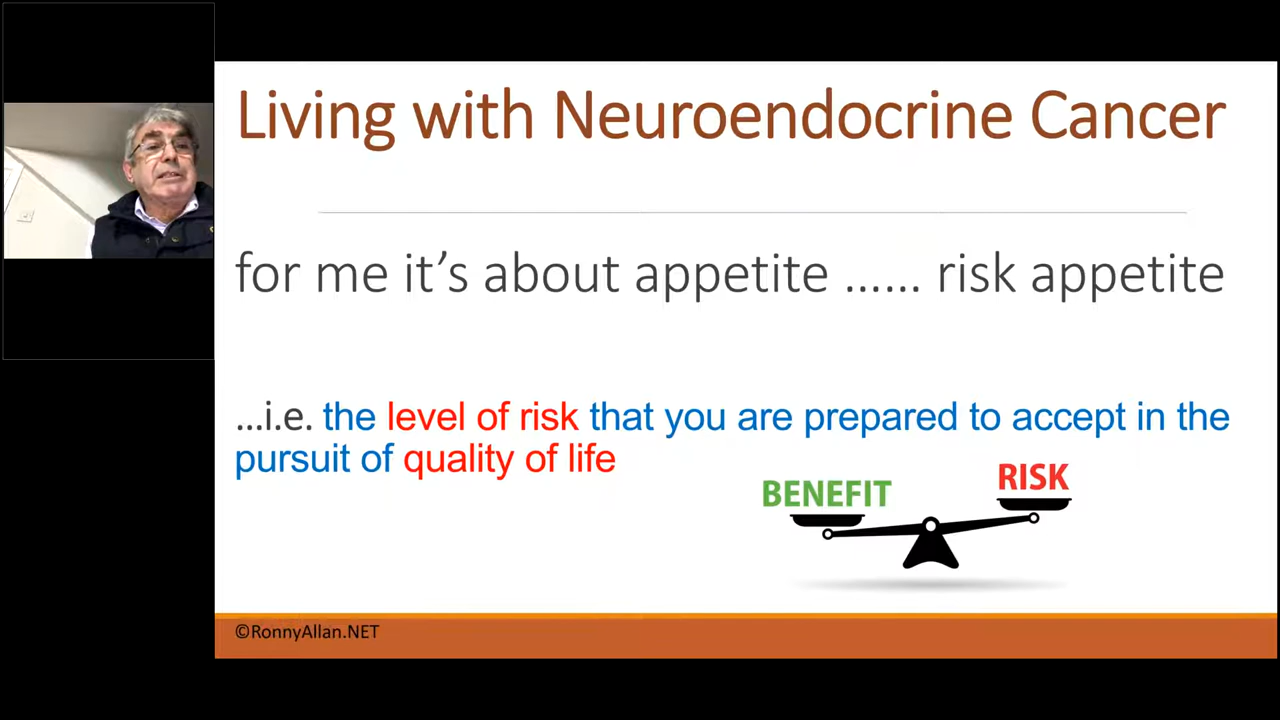 Living with Neuroendocrine Cancer
for me it’s about appetite …… risk appetite
…i.e. the level of risk that you are prepared to accept in the
pursuit of quality of life
BENEFIT
RISK
©RonnyAllan.NET